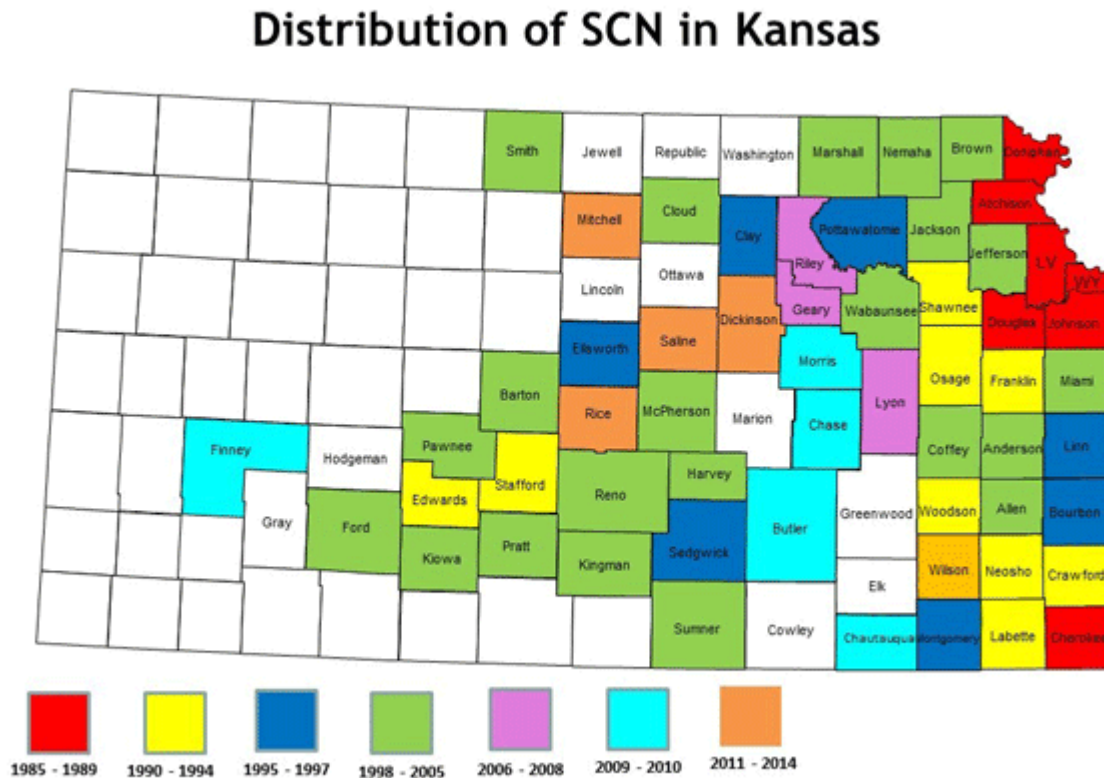 Distribution of SCN in Kansas
Smith
Jewell
Republic
Washington
Marshall
Nemaha
Brown
Doniphan
Mitchell
Cloud
Clay
Riley
Pottawatomie
Jackson
Atchison
Jefferson
LV
WY
Lincoln
Ottawa
Geary
Wabaunsee
Shawnee
Douglas
Johnson
Ellsworth
Saline
Dickinson
Morris
Osage
Franklin
Miami
Barton
Rice
McPherson
Marion
Chase
Lyon
Coffey
Anderson
Linn
Finney
Hodgeman
Pawnee
Edwards
Stafford
Reno
Harvey
Butler
Greenwood
Woodson
Allen
Bourbon
Gray
Ford
Kiowa
Pratt
Kingman
Sedgwick
Elk
Wilson
Neosho
Crawford
Sumner
Cowley
Chautauqua
Montgomery
Labette
Cherokee
1985 - 1989
1990 - 1994
1995 - 1997
1998 - 2005
2006 - 2008
2009 - 2010
2011 - 2014